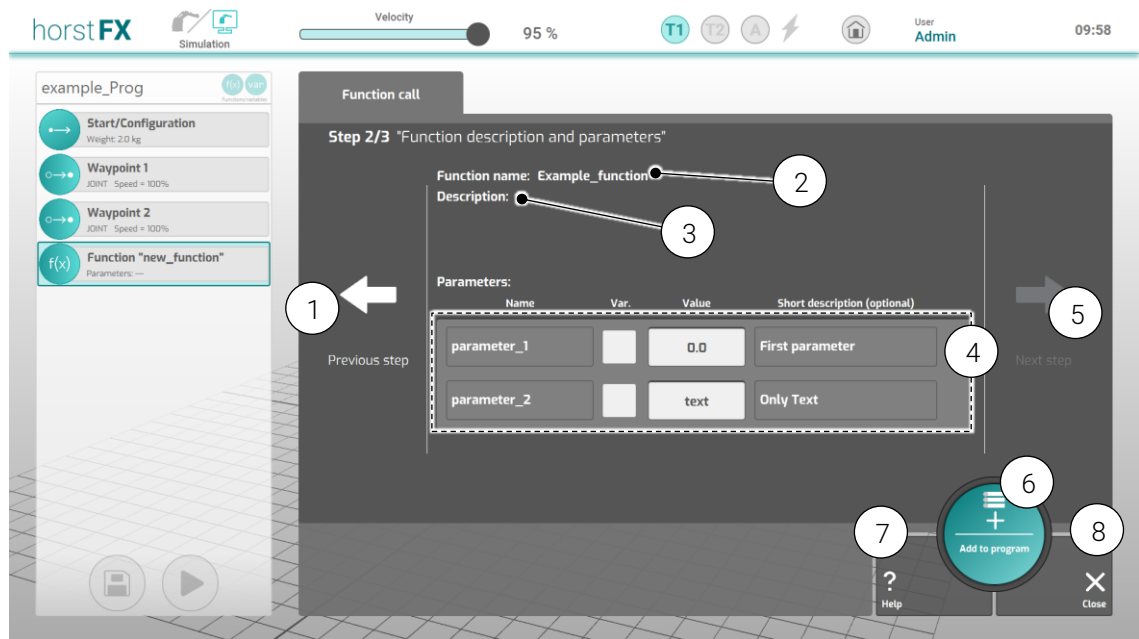 horstFX
Simulation
Velocity
95 %
T1
T2
A
User
Admin
09:58
example_Prog
f(x)
var
Functions/variables
Start/Configuration
Weight: 2.0 kg
Waypoint 1
JOINT Speed = 100%
Waypoint 2
JOINT Speed = 100%
f(x)
Function "new_function"
Parameters: ---
Function call
Step 2/3 "Function description and parameters"
Function name: Example_function
2
Description:
3
Parameters:
Name Var. Value Short description (optional)
1
5
4
parameter_1 0.0 First parameter
Previous step
Next step
parameter_2 text Only Text
6
7
8
Add to program
?
Help
Close